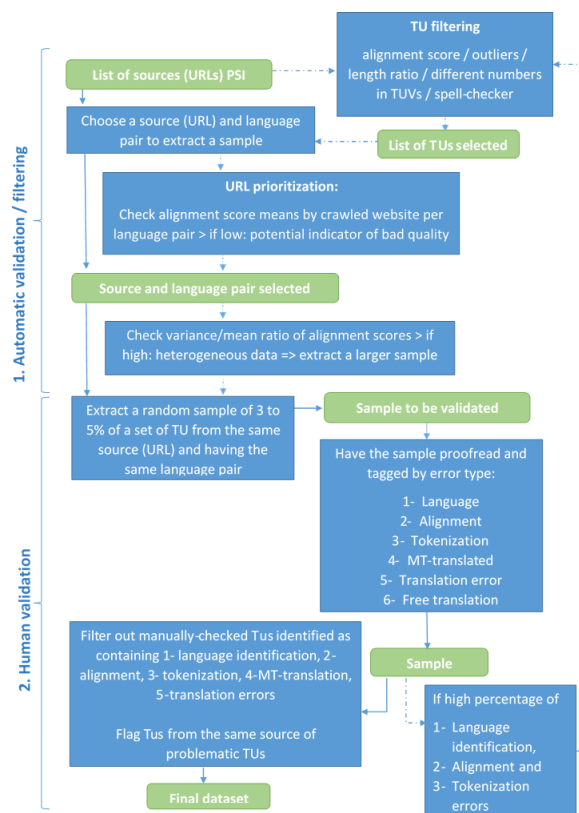 TU filtering
alignment score / outliers /
length ratio / different numbers
in TUVs / spell-checker
List of sources (URLs) PSI
Choose a source (URL) and language
pair to extract a sample
List of TUs selected
URL prioritization:
Check alignment score means by crawled website per
language pair > if low: potential indicator of bad quality
Source and language pair selected
Check variance/mean ratio of alignment scores > if
high: heterogeneous data => extract a larger sample
1. Automatic validation / filtering
Extract a random sample of 3 to
5% of a set of TU from the same
source (URL) and having the
same language pair
Sample to be validated
Have the sample proofread and
tagged by error type:
1- Language
2- Alignment
3- Tokenization
4- MT-translated
5- Translation error
6- Free translation
2. Human validation
Filter out manually-checked Tus identified as
containing 1- language identification, 2-
alignment, 3- tokenization, 4-MT-translation,
5-translation errors
Flag Tus from the same source of
problematic TUs
Sample
If high percentage of
1- Language
identification,
2- Alignment and
3- Tokenization
errors
Final dataset